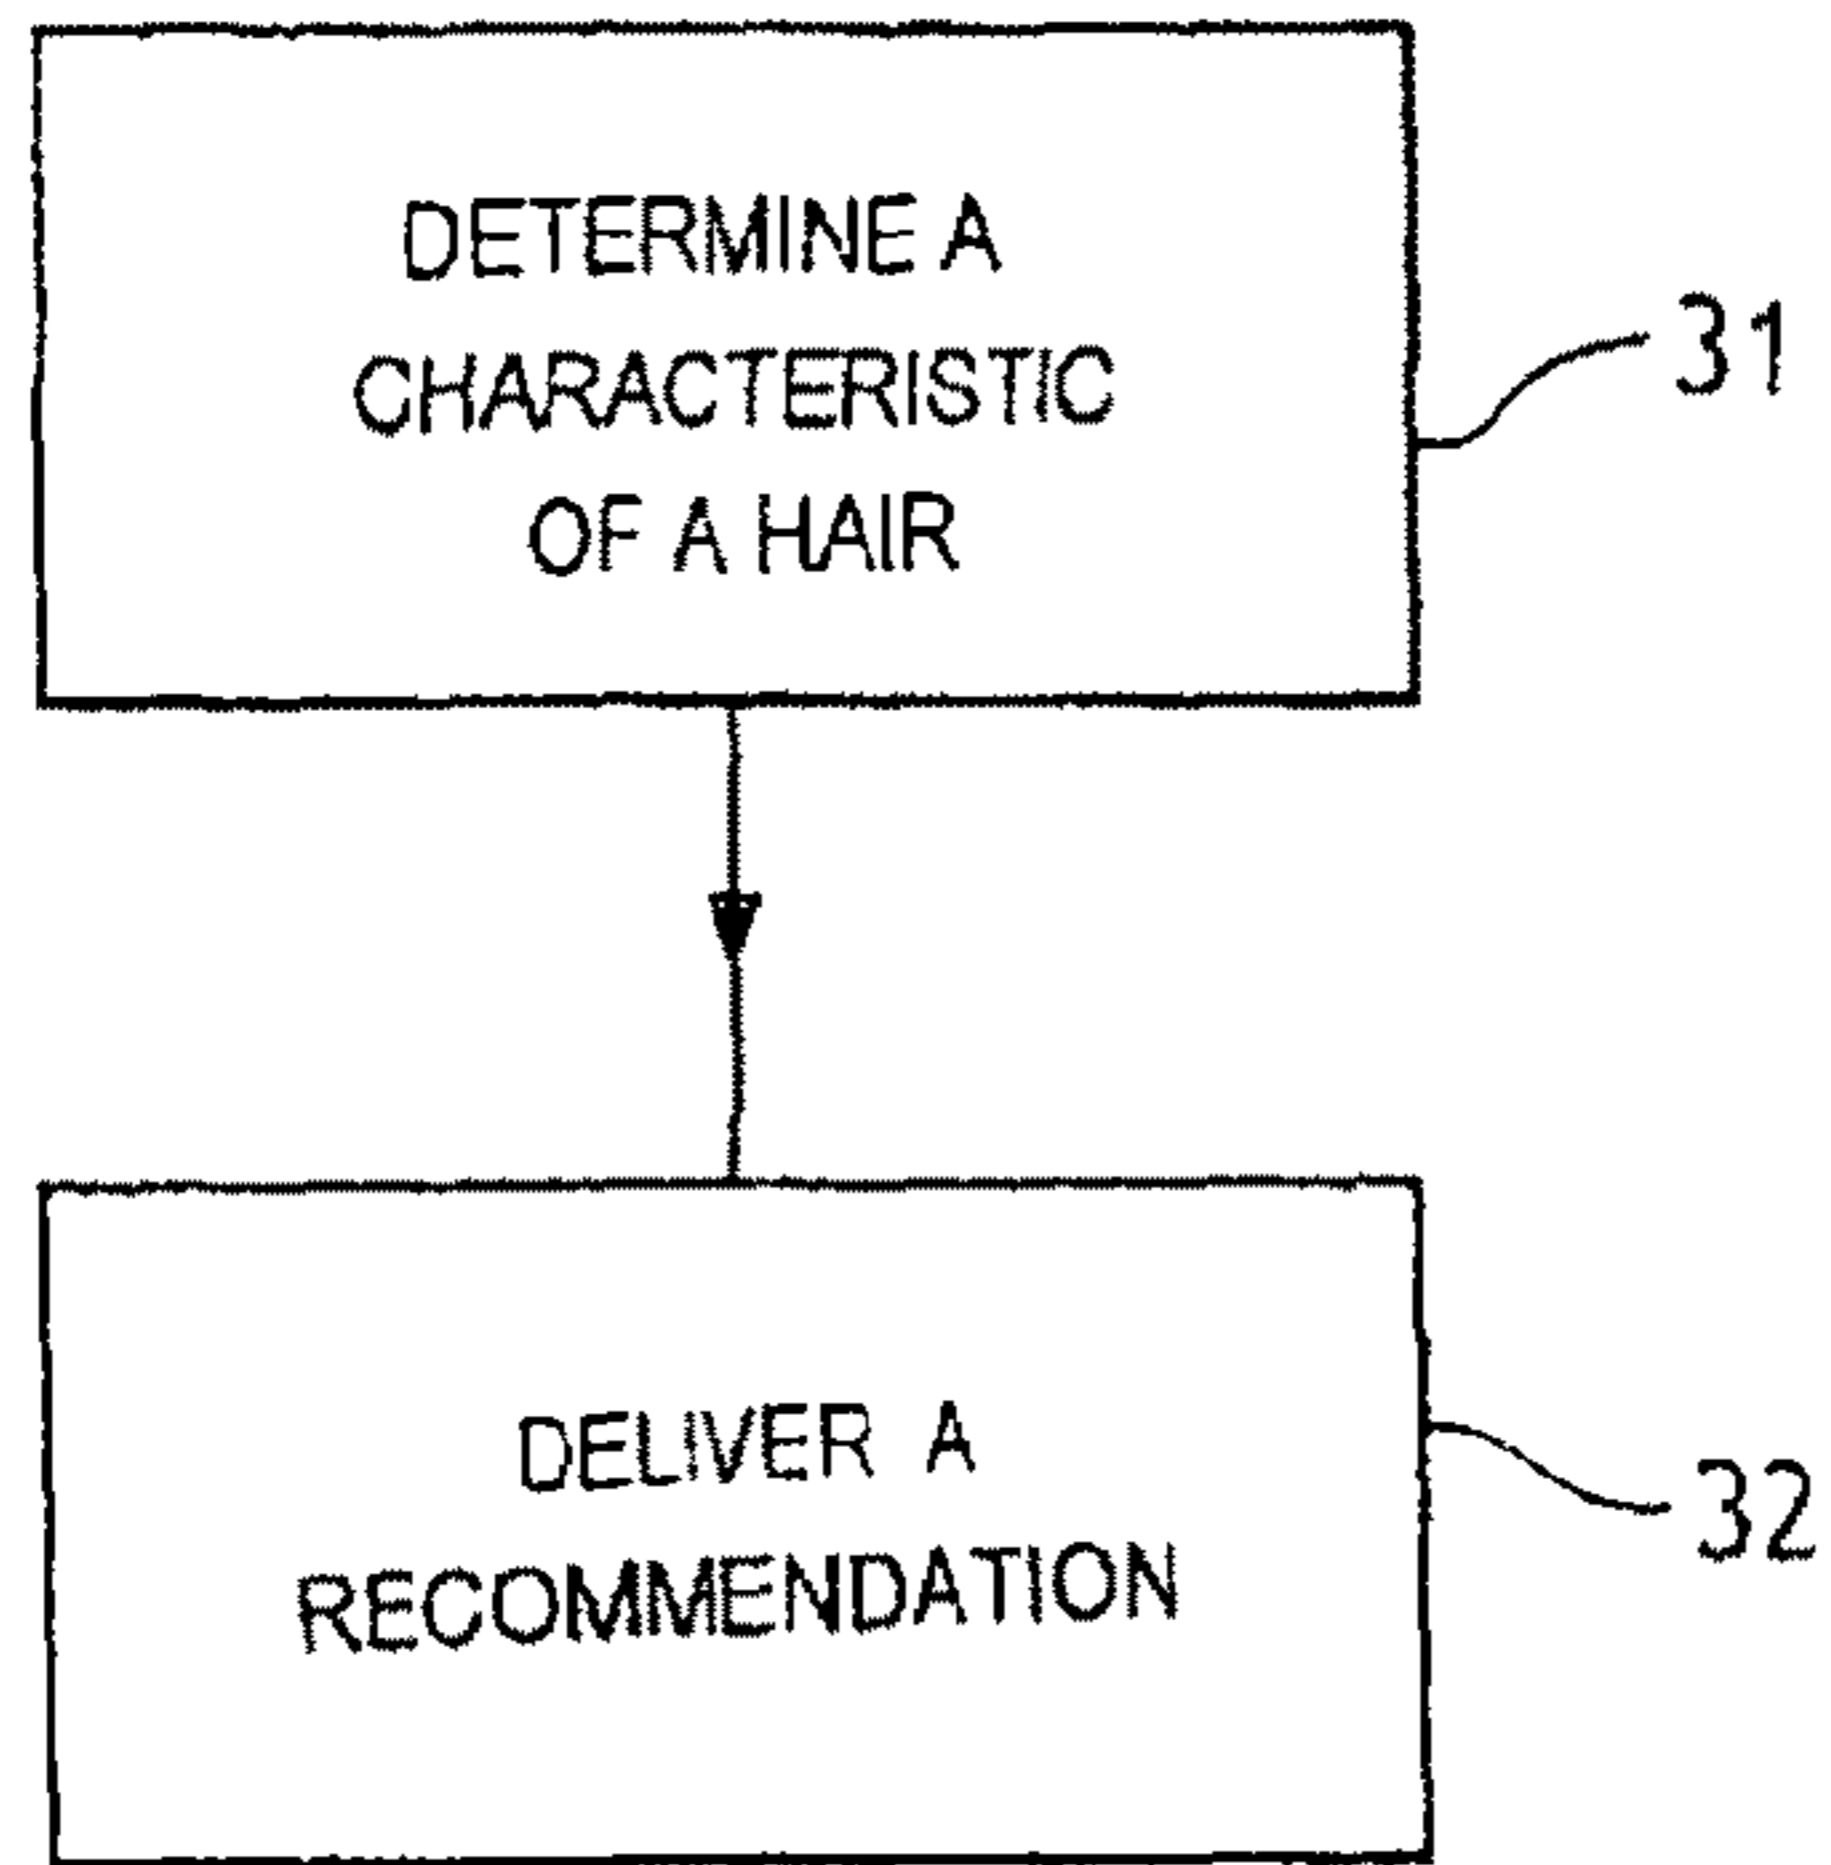 DETERMINE A
CHARACTERISTIC
OF A HAIR
31
DELIVER A
RECOMMENDATION
32